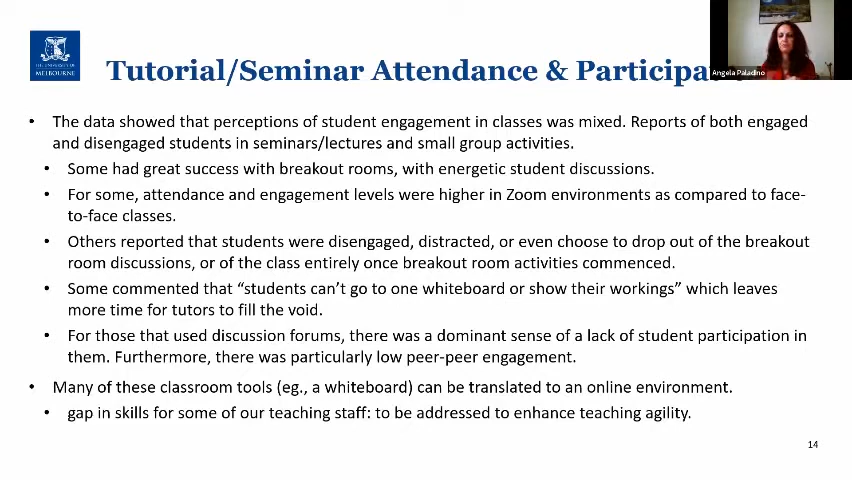 THE UNIVERSITY OF
MELBOURNE
Tutorial/Seminar Attendance & Participa
Angela Paladino
• The data showed that perceptions of student engagement in classes was mixed. Reports of both engaged
and disengaged students in seminars/lectures and small group activities.
• Some had great success with breakout rooms, with energetic student discussions.
• For some, attendance and engagement levels were higher in Zoom environments as compared to face-
to-face classes.
• Others reported that students were disengaged, distracted, or even choose to drop out of the breakout
room discussions, or of the class entirely once breakout room activities commenced.
• Some commented that “students can’t go to one whiteboard or show their workings” which leaves
more time for tutors to fill the void.
• For those that used discussion forums, there was a dominant sense of a lack of student participation in
them. Furthermore, there was particularly low peer-peer engagement.
• Many of these classroom tools (eg., a whiteboard) can be translated to an online environment.
• gap in skills for some of our teaching staff: to be addressed to enhance teaching agility.
14